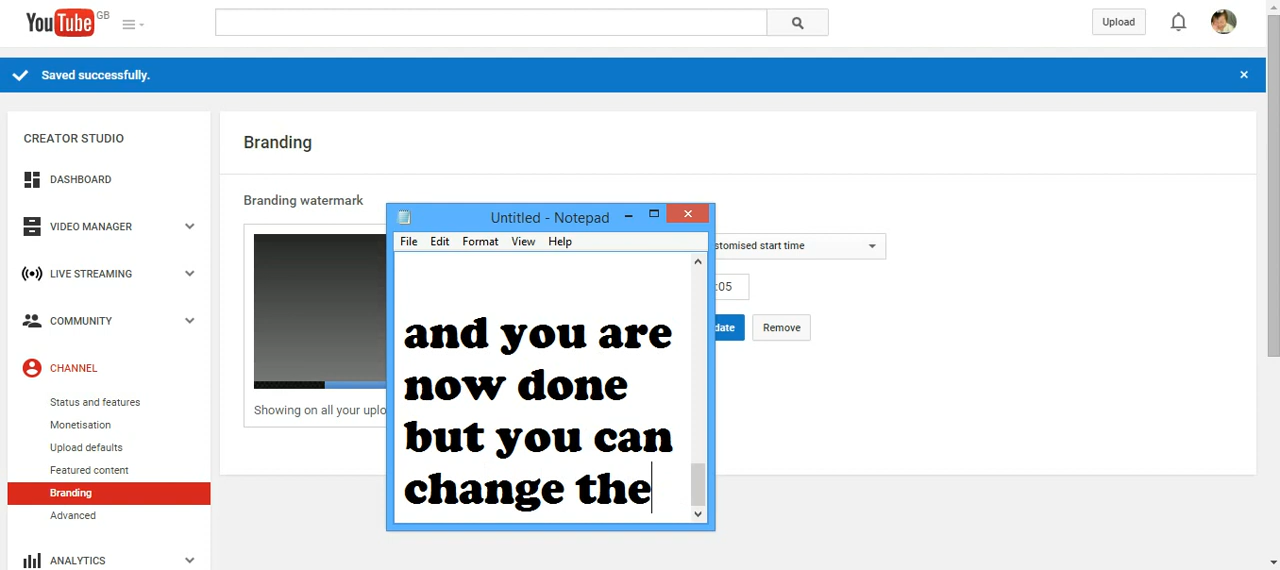 YouTube GB
Upload
Saved successfully.
CREATOR STUDIO
DASHBOARD
VIDEO MANAGER
LIVE STREAMING
COMMUNITY
CHANNEL
Status and features
Monetisation
Upload defaults
Featured content
Branding
Advanced
ANALYTICS
Branding
Branding watermark
Showing on all your uplo
Untitled - Notepad
File Edit Format View Help
and you are
now done
but you can
change the
stomised start time
:05
date Remove